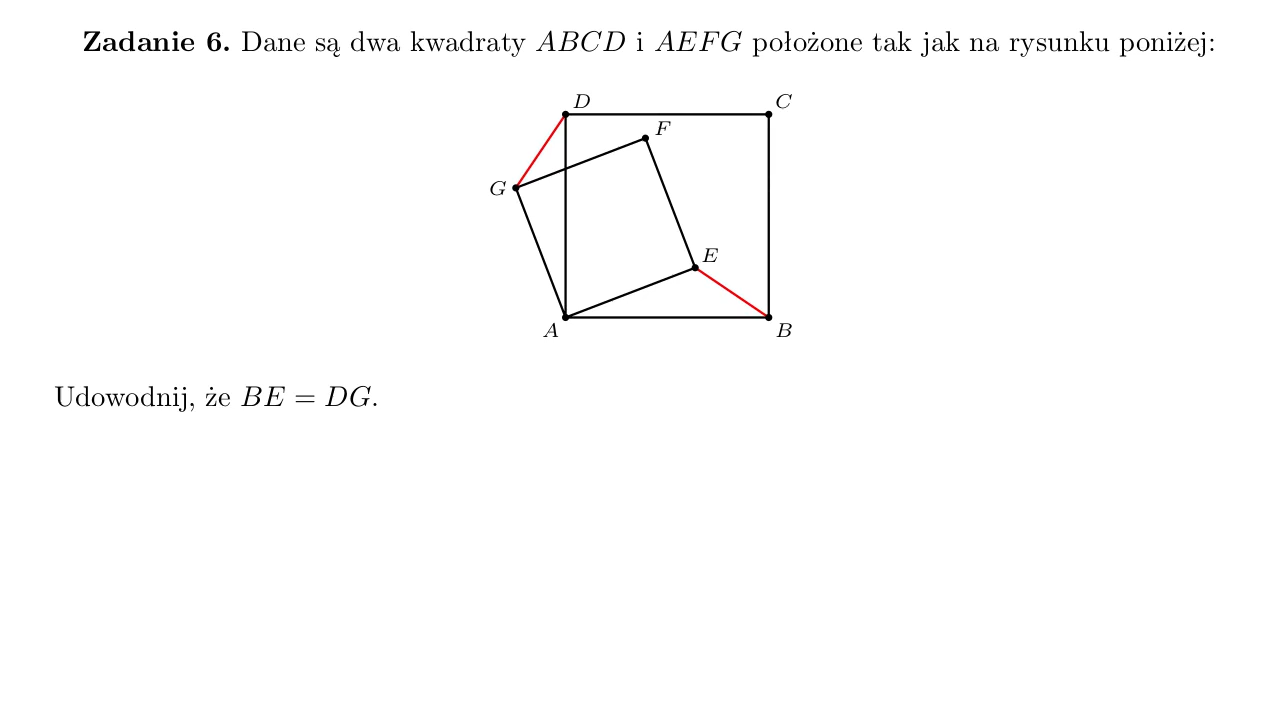 Zadanie 6. Dane są dwa kwadraty ABCD i AEFG położone tak jak na rysunku poniżej:
D
C
F
G
E
A
B
Udowodnij, że BE = DG.